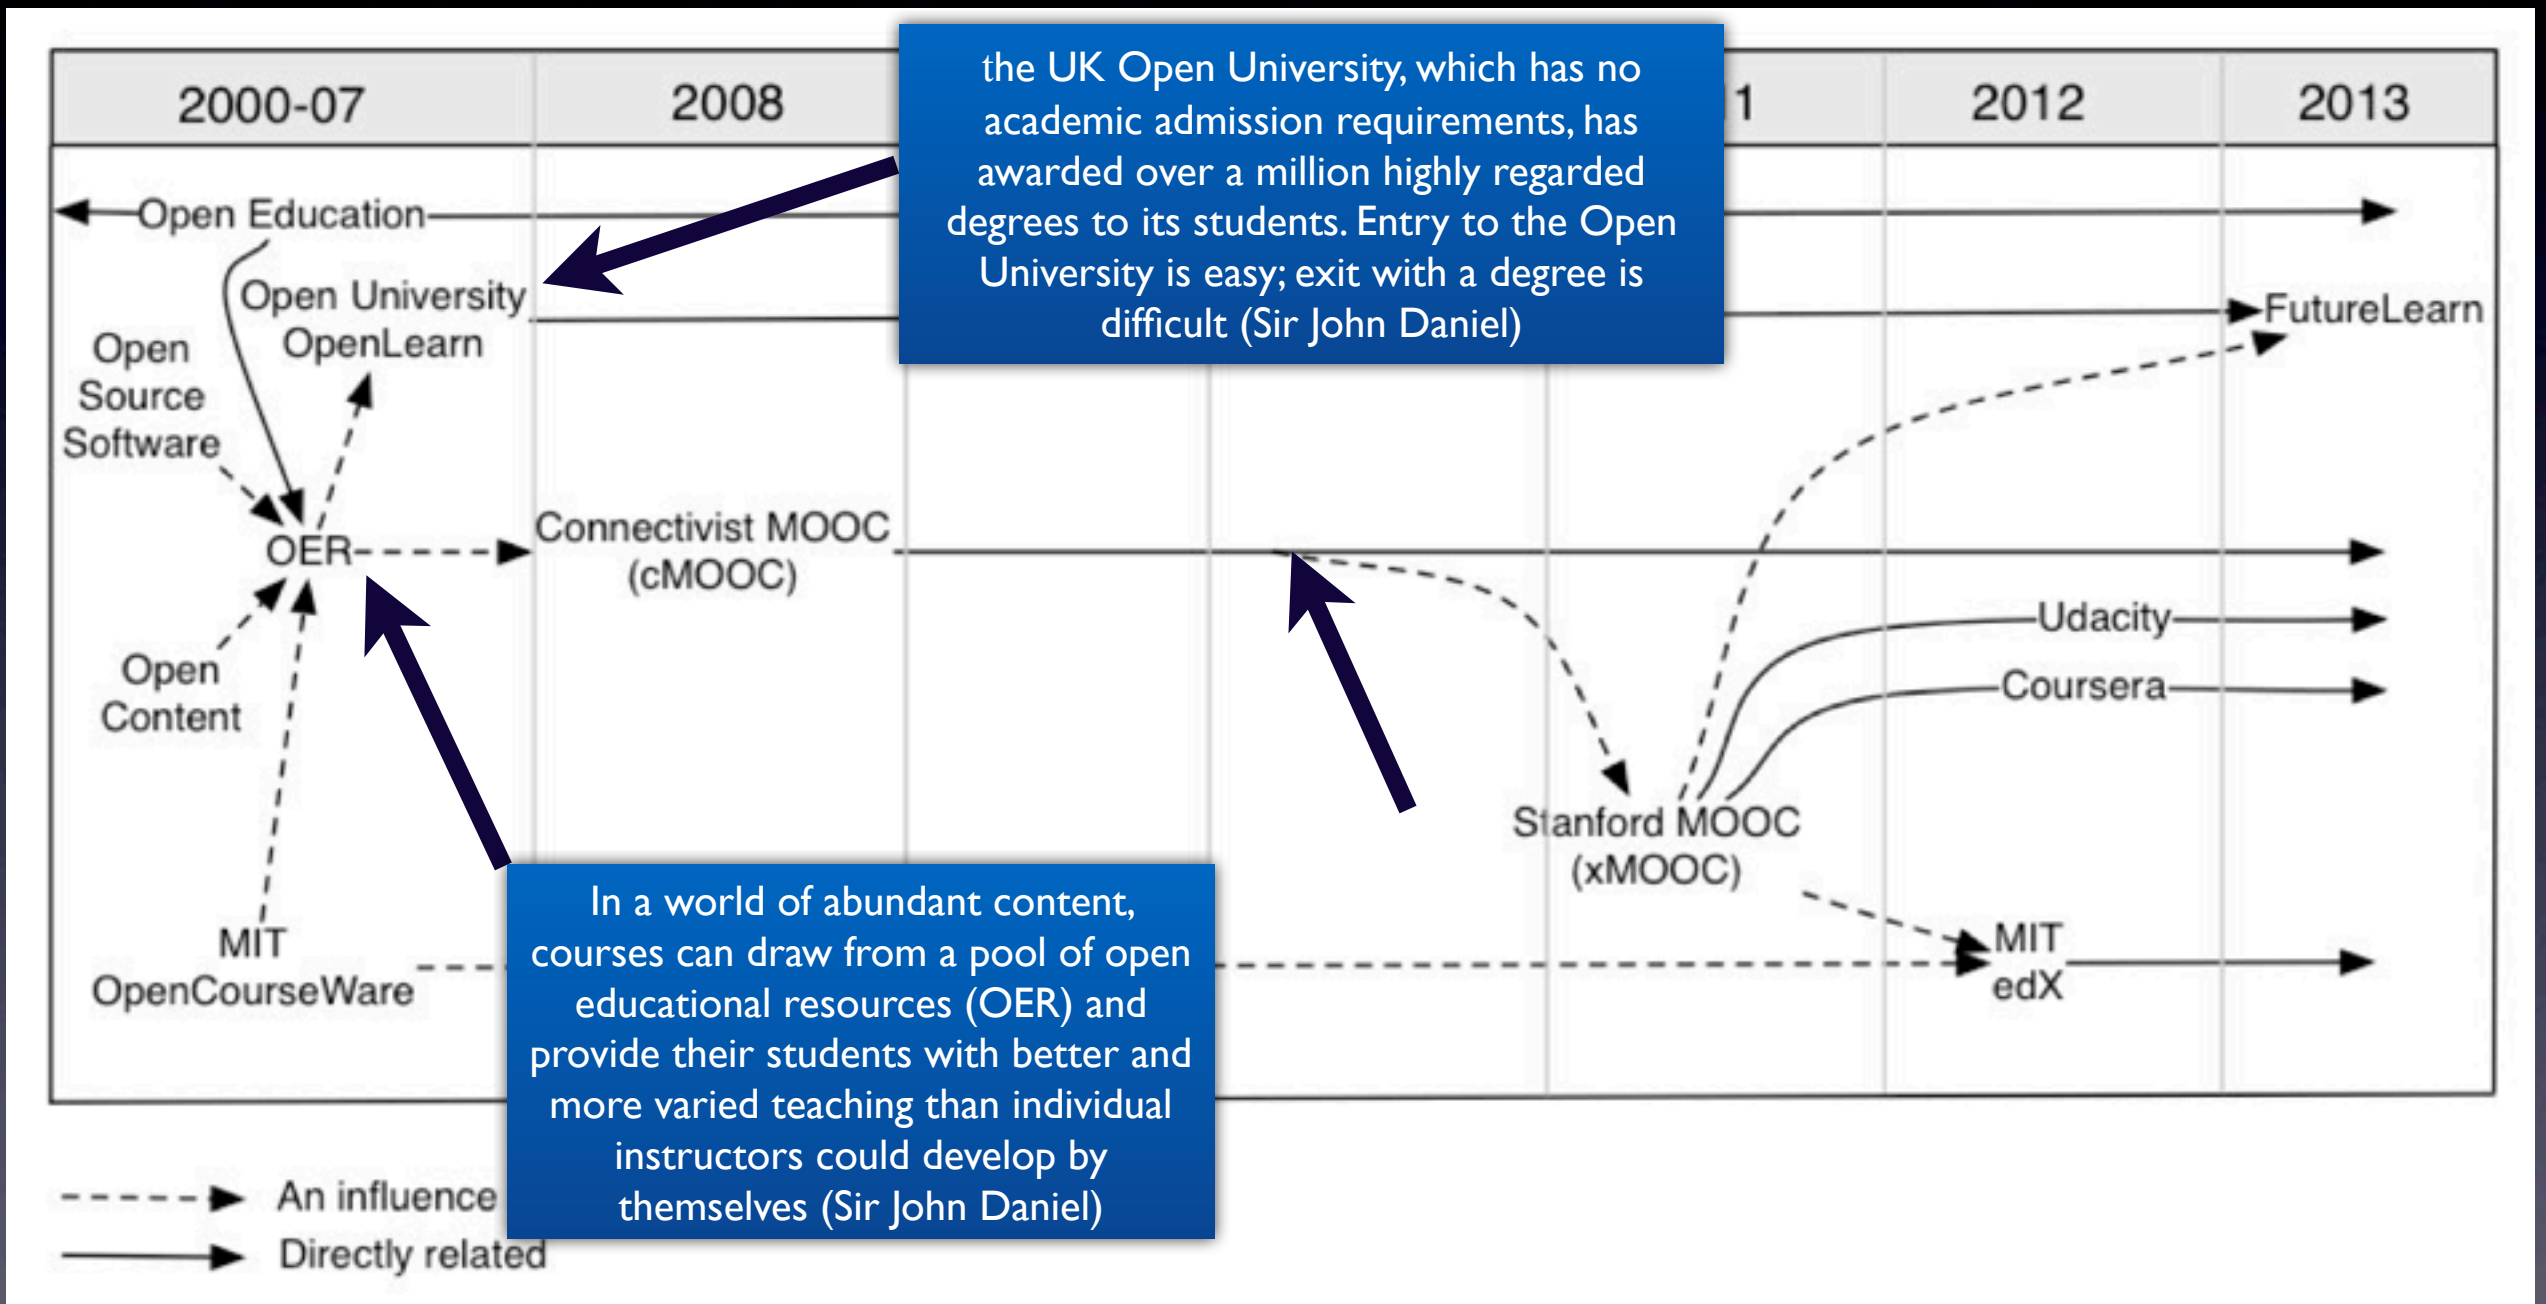 2000-07
2008
1
2012
2013
the UK Open University, which has no
academic admission requirements, has
awarded over a million highly regarded
degrees to its students. Entry to the Open
University is easy; exit with a degree is
difficult (Sir John Daniel)
Open Education
Open University
OpenLearn
FutureLearn
Open
Source
Software
OER
Connectivist MOOC
(cMOOC)
Udacity
Coursera
Open
Content
Stanford MOOC
(xMOOC)
MIT
OpenCourseWare
MIT
edX
In a world of abundant content,
courses can draw from a pool of open
educational resources (OER) and
provide their students with better and
more varied teaching than individual
instructors could develop by
themselves (Sir John Daniel)
An influence
Directly related